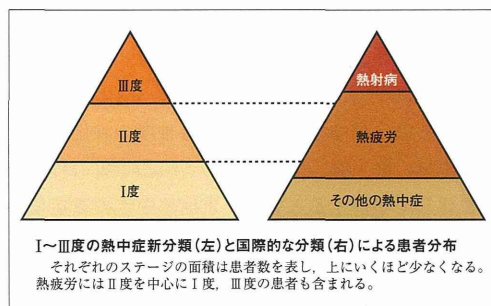 Ⅲ度
Ⅱ度
Ⅰ度
熱射病
熱疲労
その他の熱中症
Ⅰ〜Ⅲ度の熱中症新分類(左)と国際的な分類(右)による患者分布
それぞれのステージの面積は患者数を表し，上にいくほど少なくなる。
熱疲労にはⅡ度を中心にⅠ度，Ⅲ度の患者も含まれる。